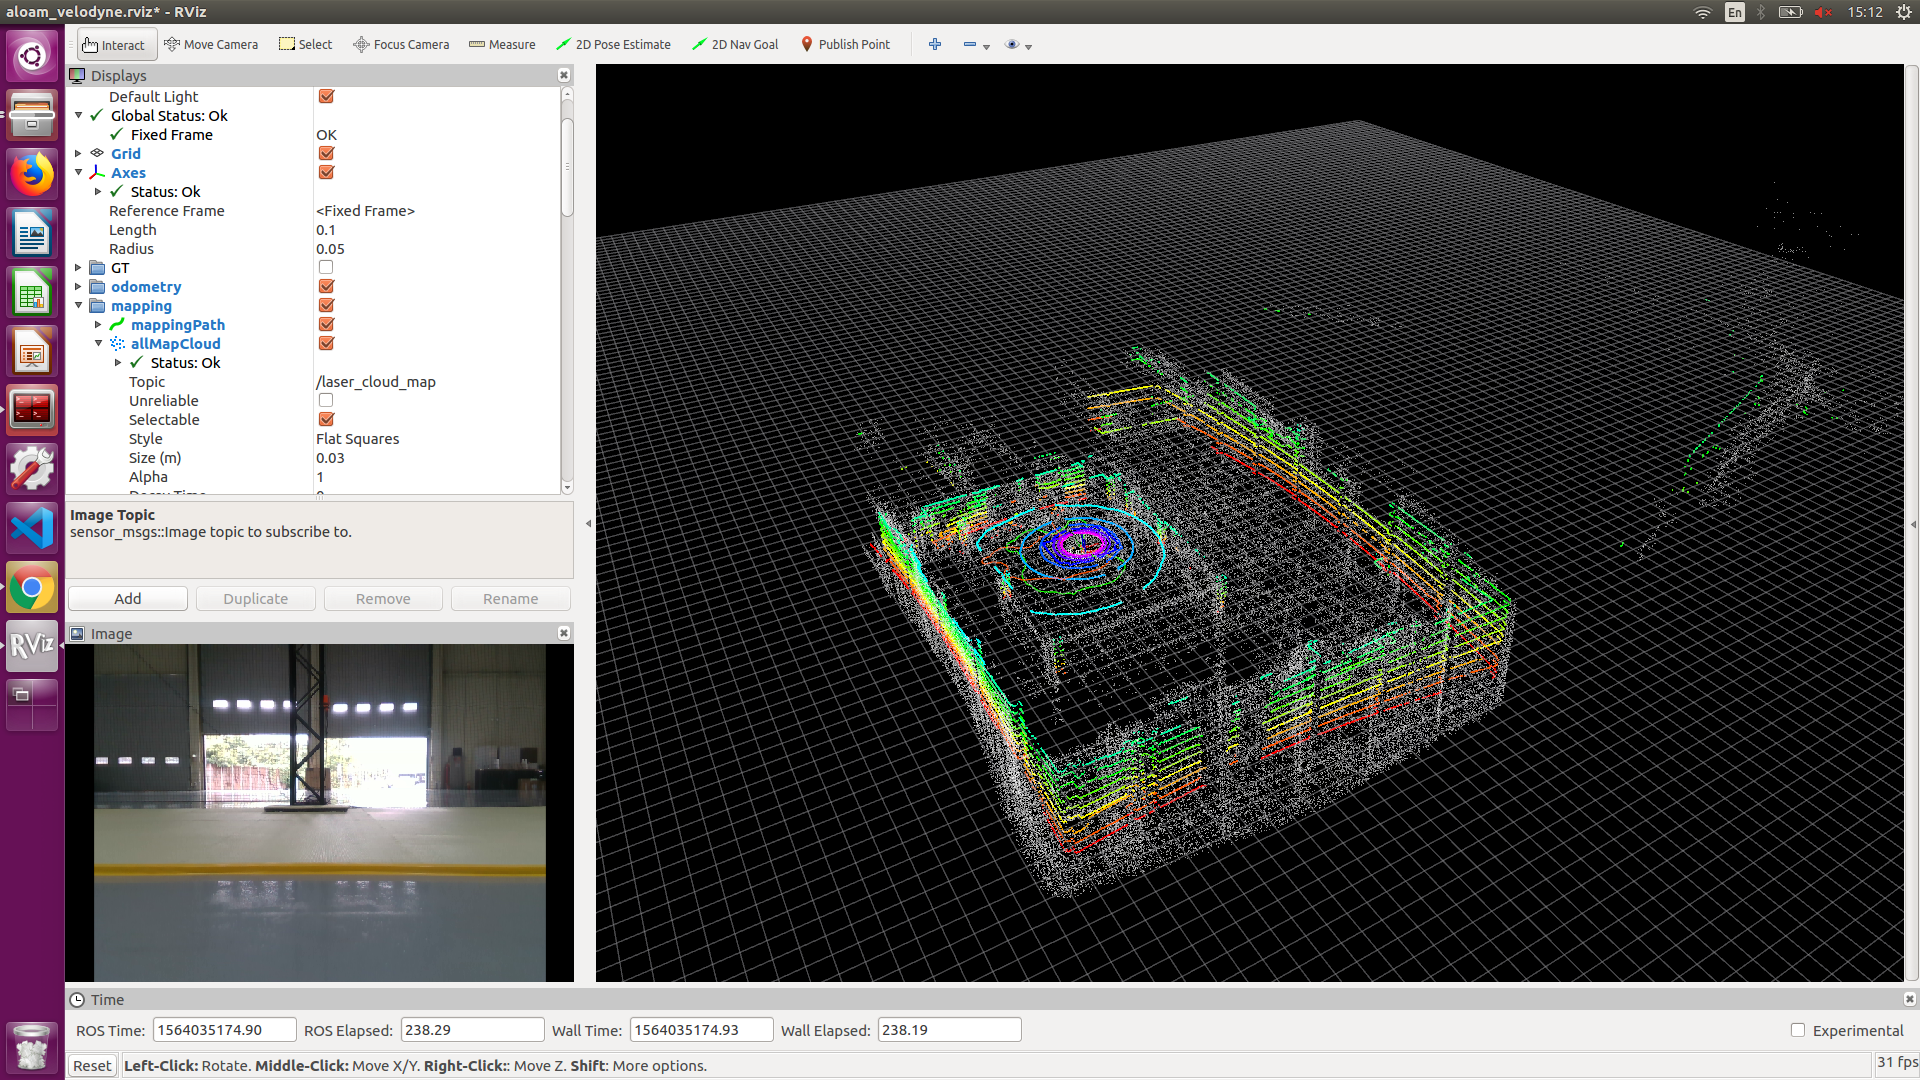 aloam_velodyne.rviz* - RViz
En
15:12
Interact
Move Camera
Select
Focus Camera
Measure
2D Pose Estimate
2D Nav Goal
Publish Point
Displays
Default Light
Global Status: Ok
Fixed Frame OK
Grid
Axes
Status: Ok
Reference Frame <Fixed Frame>
Length 0.1
Radius 0.05
GT
odometry
mapping
mappingPath
allMapCloud
Status: Ok
Topic /laser_cloud_map
Unreliable
Selectable
Style Flat Squares
Size (m) 0.03
Alpha 1
Decay Time 0
Image Topic
sensor_msgs::Image topic to subscribe to.
Add
Duplicate
Remove
Rename
RViz
Image
Time
ROS Time: 1564035174.90
ROS Elapsed: 238.29
Wall Time: 1564035174.93
Wall Elapsed: 238.19
Experimental
Reset
Left-Click: Rotate. Middle-Click: Move X/Y. Right-Click:: Move Z. Shift: More options.
31 fps